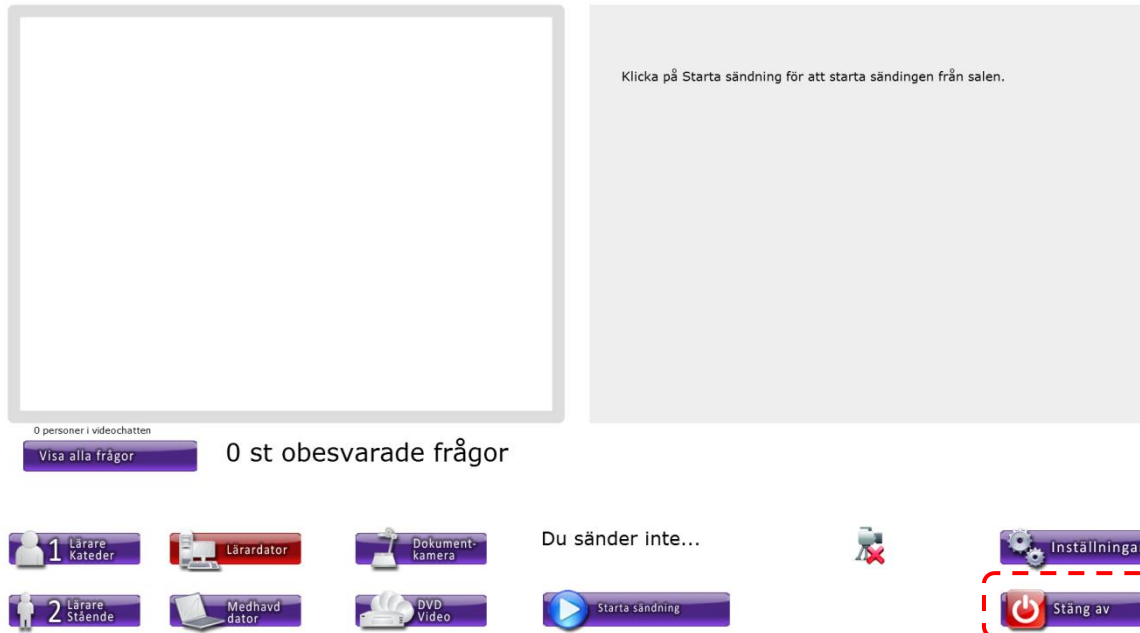 Klicka på Starta sändning för att starta sändingen från salen.
0 personer i videochatten
Visa alla frågor
0 st obesvarade frågor
1 Lärare
Kateder
Lärardator
Dokument-
kamera
Du sänder inte...
Inställningar
2 Lärare
Stående
Medhavd
dator
DVD
Video
Starta sändning
Stäng av